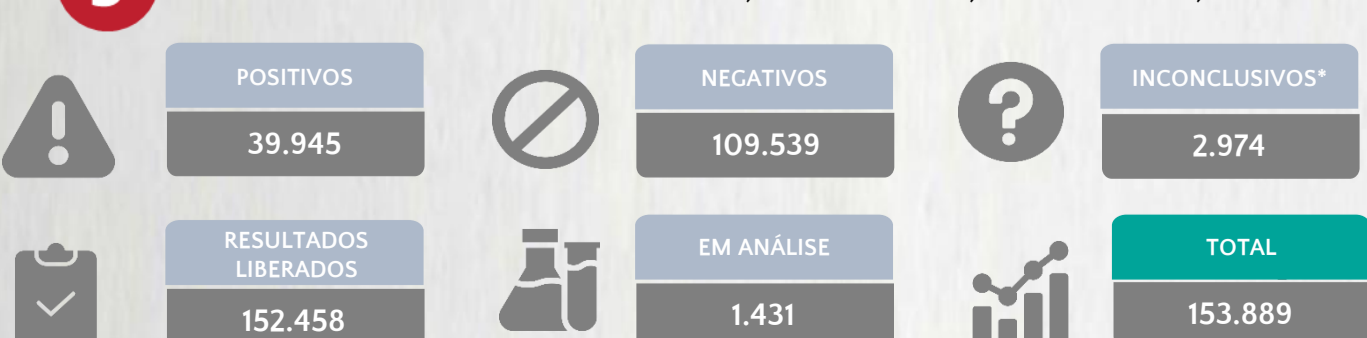 POSITIVOS
39.945
NEGATIVOS
109.539
INCONCLUSIVOS*
2.974
RESULTADOS
LIBERADOS
152.458
EM ANÁLISE
1.431
TOTAL
153.889